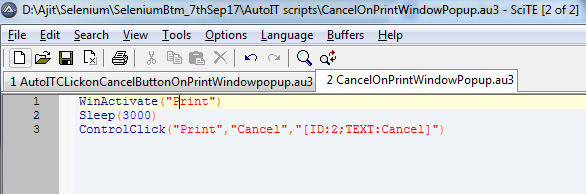 D:\Ajit\Selenium\SeleniumBtm_7thSep17\AutoIT scripts\CancelOnPrintWindowPopup.au3 - SciTE [2 of 2]
File Edit Search View Tools Options Language Buffers Help
1 AutoITCLickonCancelButtonOnPrintWindowpopup.au3 2 CancelOnPrintWindowPopup.au3
1 WinActivate("Print")
2 Sleep(3000)
3 ControlClick("Print","Cancel","[ID:2;TEXT:Cancel]")